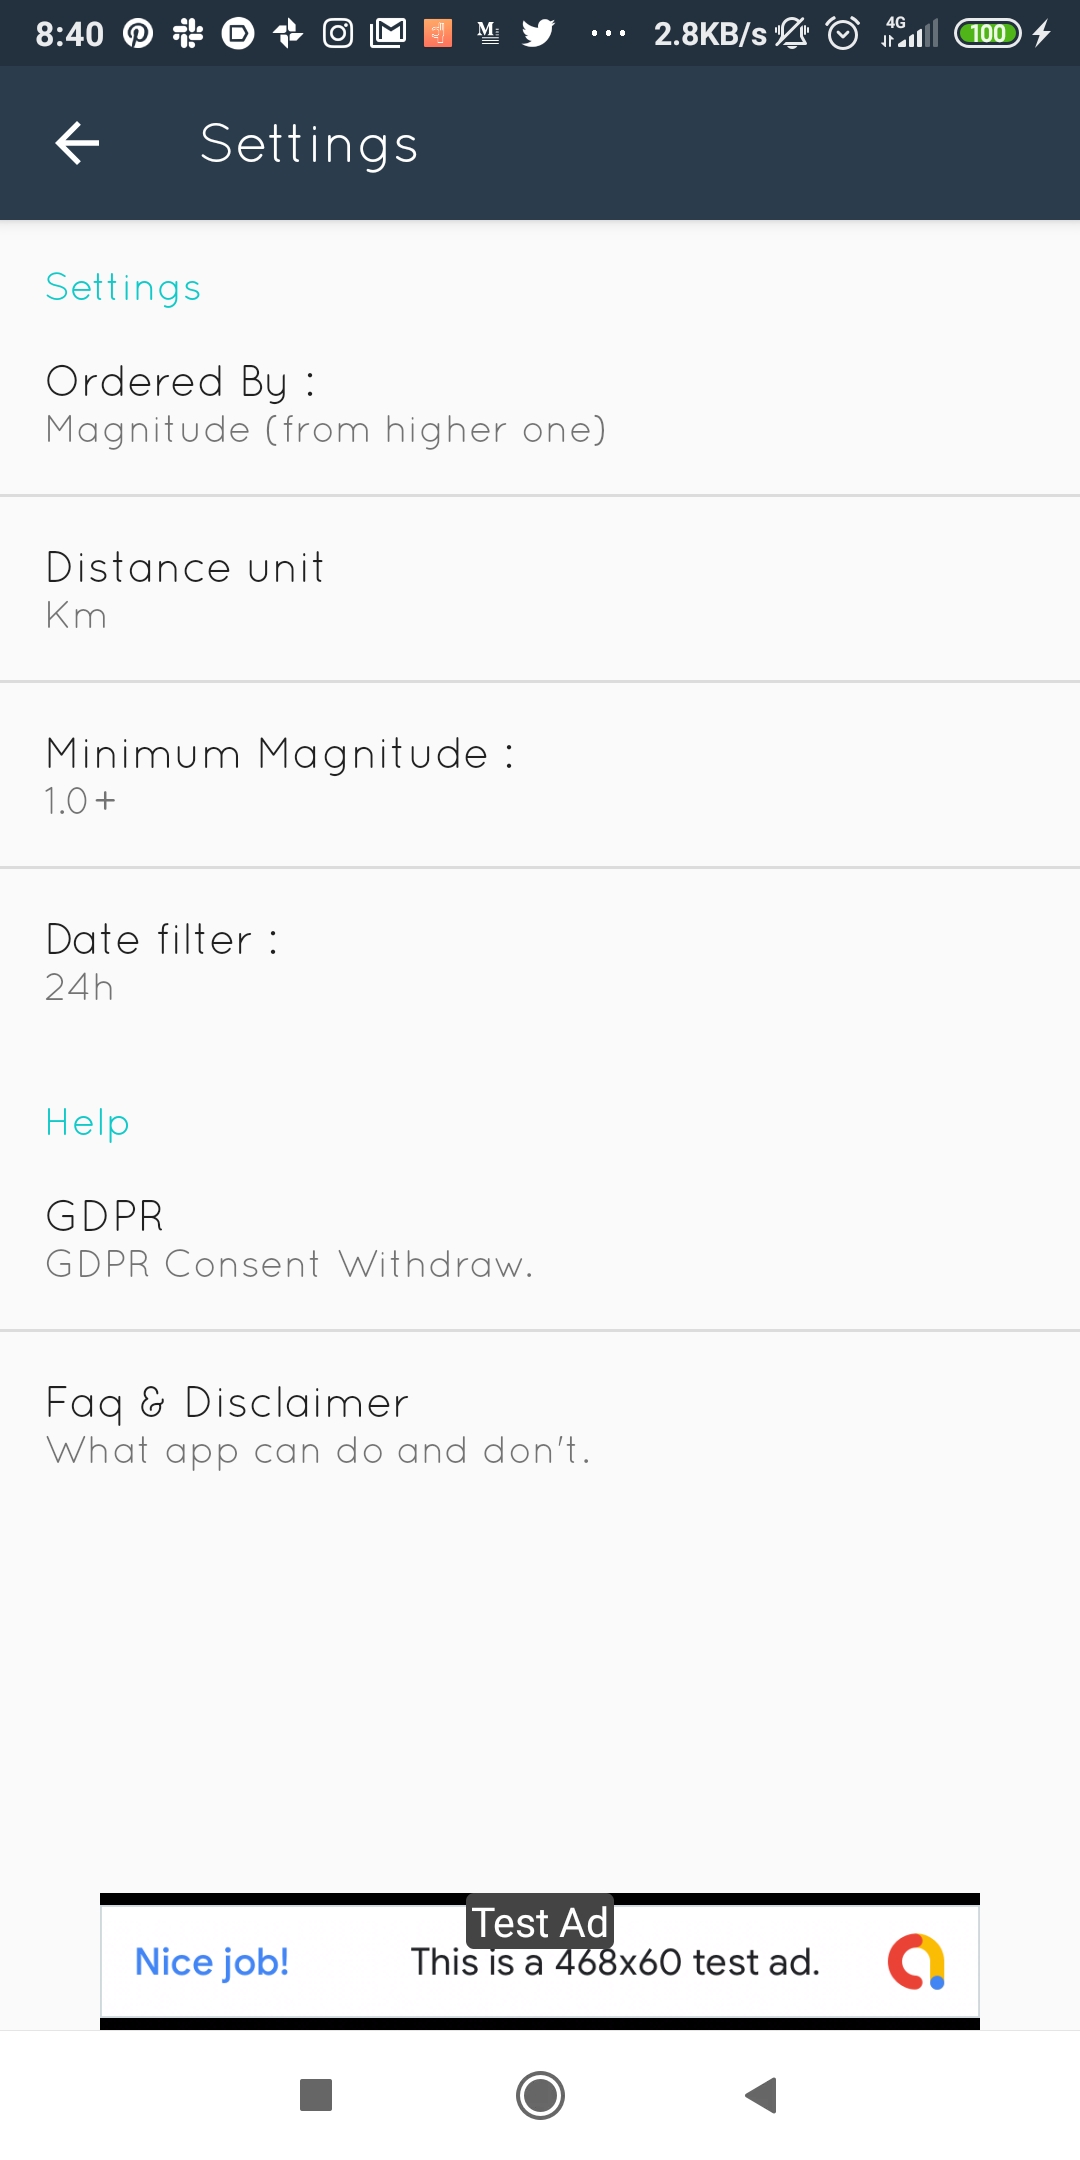 8:40 2.8KB/s 4G 100
Settings
Settings
Ordered By :
Magnitude (from higher one)
Distance unit
Km
Minimum Magnitude :
1.0+
Date filter :
24h
Help
GDPR
GDPR Consent Withdraw.
Faq & Disclaimer
What app can do and don't.
Test Ad
Nice job! This is a 468x60 test ad.